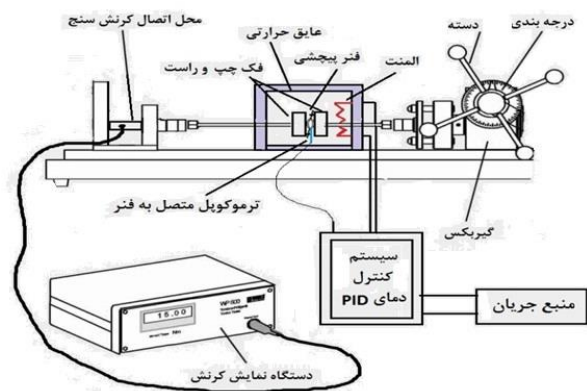 محل اتصال کرنش سنج
عایق حرارتی
فنر پیچشی
فک چپ و راست
المنت
دسته
درجه بندی
ترموکوپل متصل به فنر
گیربکس
سیستم
کنترل
دمای PID
منبع جریان
15.00
دستگاه نمایش کرنش